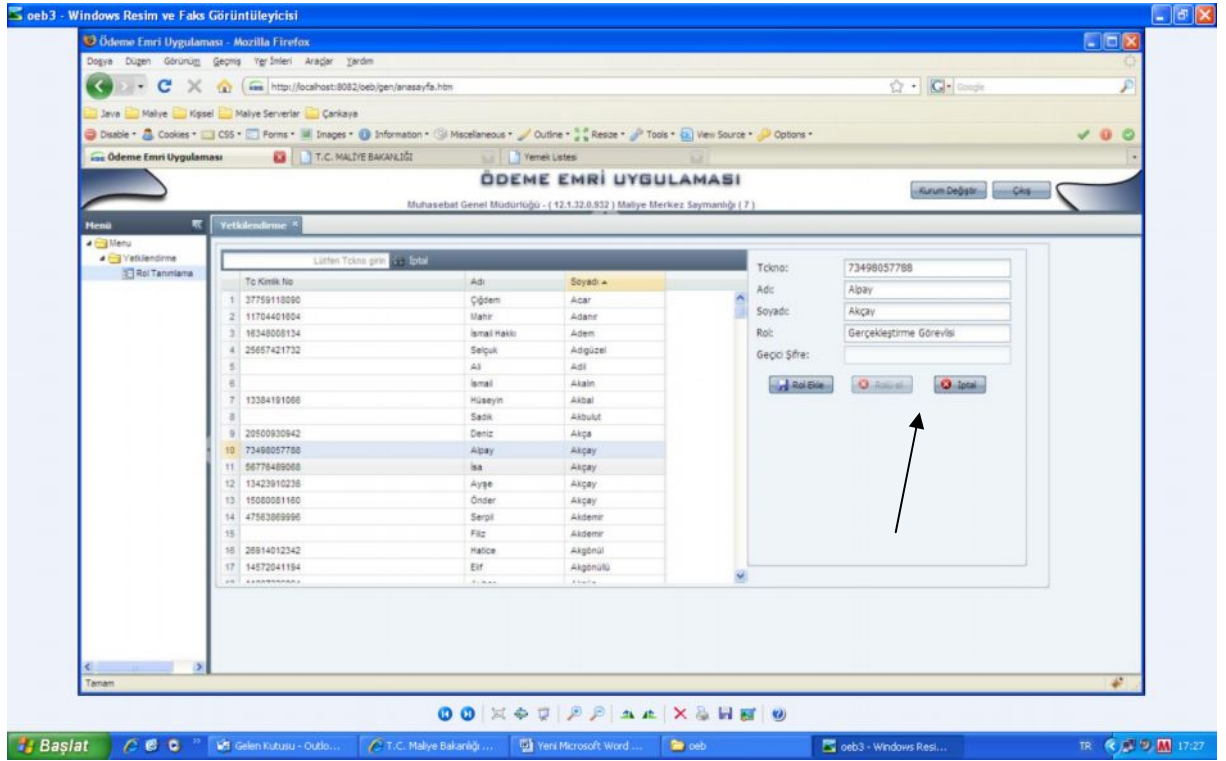 oeb3 - Windows Resim ve Faks Görüntüleyicisi
Ödeme Emri Uygulaması - Mozilla Firefox
Dosya Düzen Görünüm Geçmiş Yer İmleri Araçlar Yardım
http://localhost:8082/oeb/gen/anasayfa.htm
Google
Java Maliye Kişisel Maliye Serverler Çankaya
Disable Cookies CSS Forms Images Information Miscellaneous Outline Resize Tools View Source Options
Ödeme Emri Uygulaması T.C. MALİYE BAKANLIĞI Yemek Listesi
ÖDEME EMRİ UYGULAMASI
Muhasebat Genel Müdürlüğü - ( 12.1.32.0.932 ) Maliye Merkez Saymanlığı ( 7 )
Kurum Değiştir Çıkış
Menü
Yetkilendirme
Menu
Yetkilendirme
Rol Tanımlama
Lütfen Tckno girin İptal
Tc Kimlik No Adı Soyadı
1 37759118090 Çiğdem Acar
2 11704401604 Mahir Adanır
3 16348008134 İsmail Hakkı Adem
4 25657421732 Selçuk Adıgüzel
5 Ali Adil
6 İsmail Akaln
7 13384191066 Hüseyin Akbal
8 Sadık Akbulut
9 20500930942 Deniz Akça
10 73498057788 Alpay Akçay
11 56776489068 İsa Akçay
12 13423910236 Ayşe Akçay
13 15080081160 Önder Akçay
14 47563869996 Serpil Akdemir
15 Filiz Akdemir
16 26914012342 Hatice Akgönül
17 14572041194 Elif Akgönüllü
Tckno: 73498057788
Adı: Alpay
Soyadı: Akçay
Rol: Gerçekleştirme Görevlisi
Geçici Şifre:
Rol Ekle Rolü sil İptal
Tamam
Başlat
Gelen Kutusu - Outlo...
T.C. Maliye Bakanlığı ...
Yeni Microsoft Word ...
oeb
oeb3 - Windows Resi...
TR
17:27